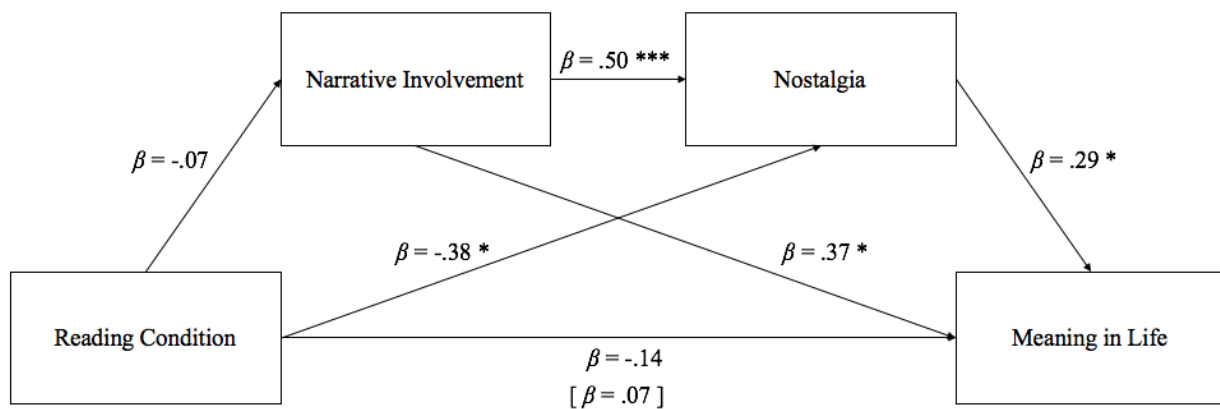 β = .50 ***
Narrative Involvement
Nostalgia
β = -.07
β = .29 *
β = -.38 *
β = .37 *
Reading Condition
Meaning in Life
β = -.14
[ β = .07 ]